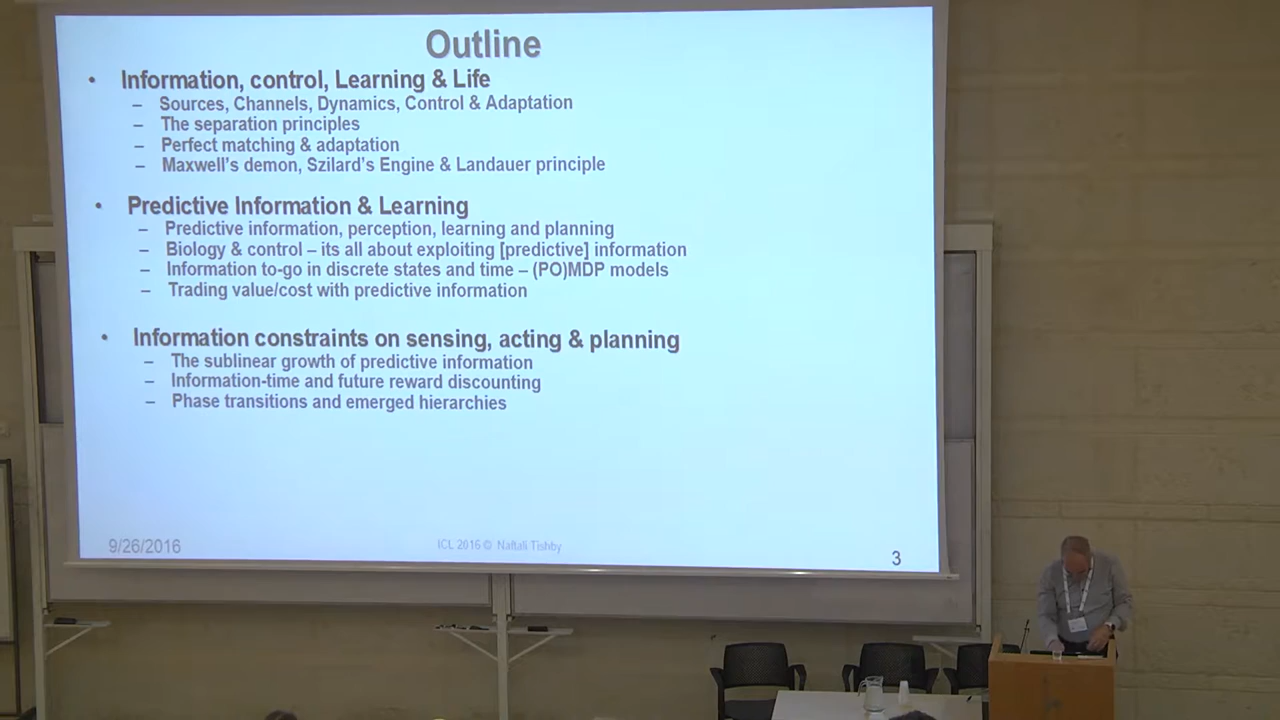 Outline
• Information, control, Learning & Life
– Sources, Channels, Dynamics, Control & Adaptation
– The separation principles
– Perfect matching & adaptation
– Maxwell's demon, Szilard's Engine & Landauer principle
• Predictive Information & Learning
– Predictive information, perception, learning and planning
– Biology & control – its all about exploiting [predictive] information
– Information to-go in discrete states and time – (PO)MDP models
– Trading value/cost with predictive information
• Information constraints on sensing, acting & planning
– The sublinear growth of predictive information
– Information-time and future reward discounting
– Phase transitions and emerged hierarchies
9/26/2016
ICL 2016 © Naftali Tishby
3